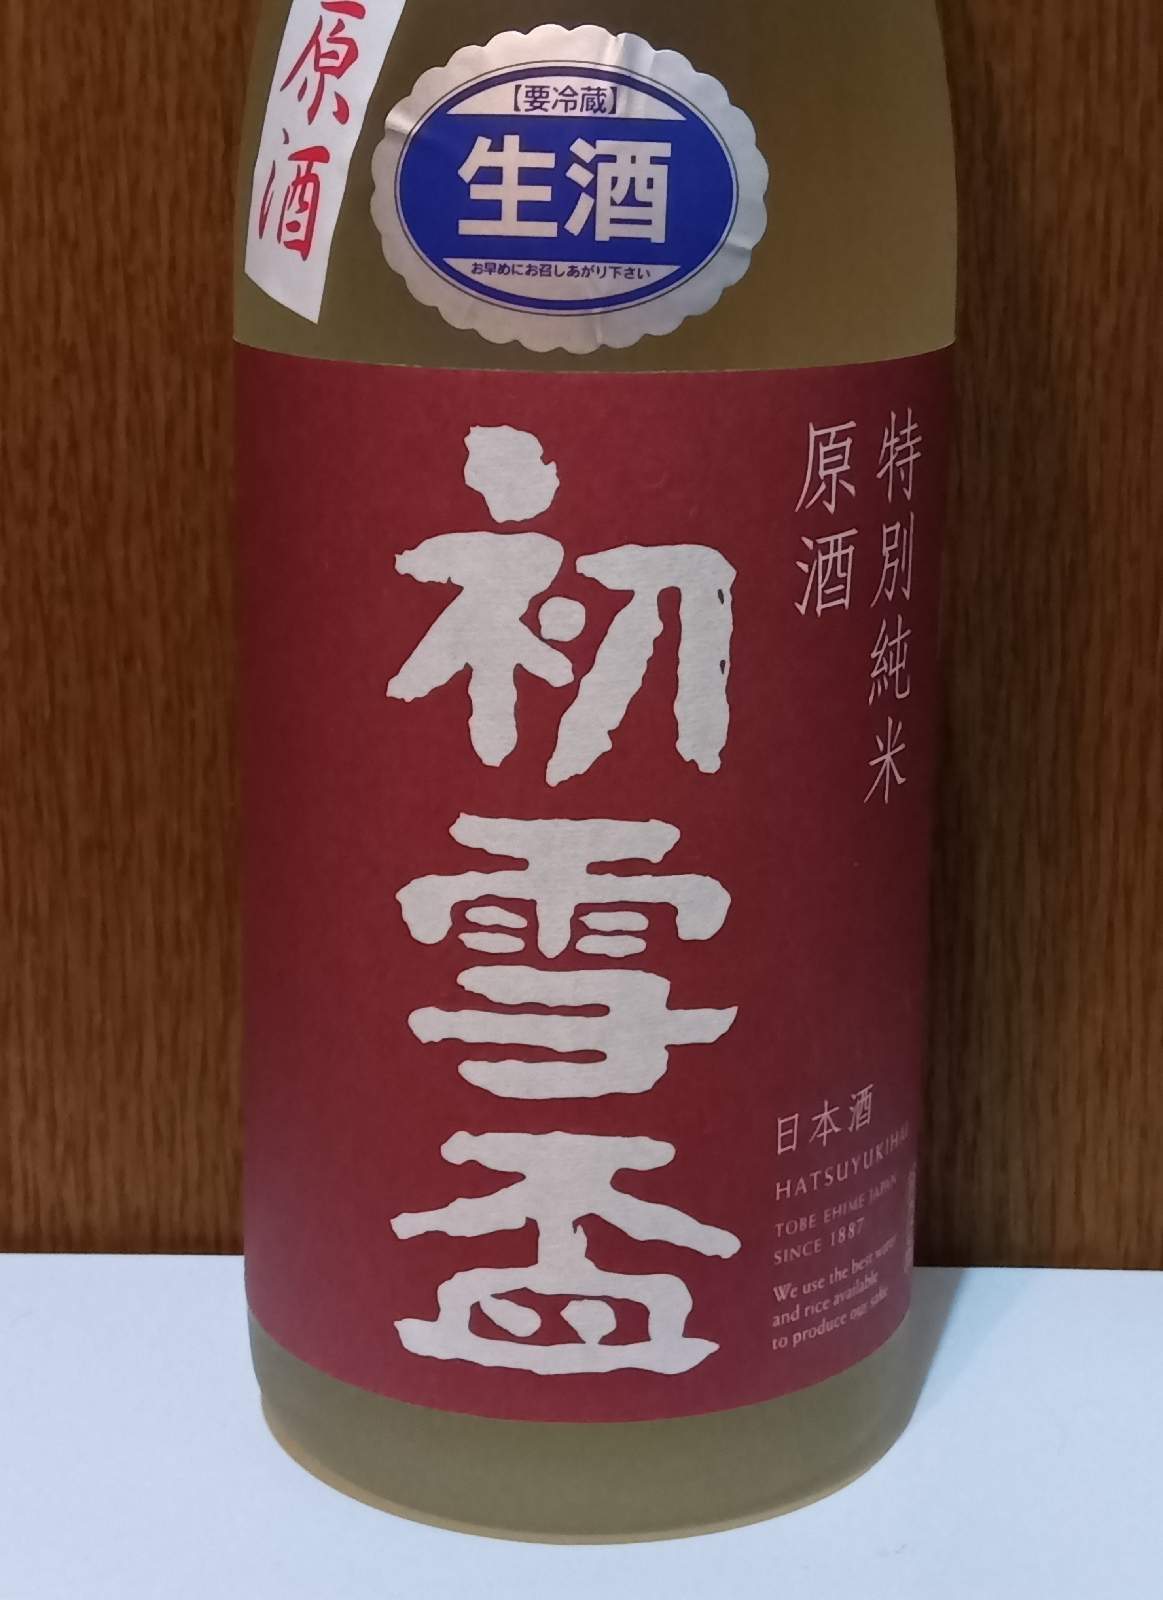 原酒
【要冷蔵】
生酒
お早めにお召しあがり下さい
特別純米
原酒
初雪盃
日本酒
HATSUYUKIHAI
TOBE EHIME JAPAN
SINCE 1887
We use the best water
and rice available
to produce our sake